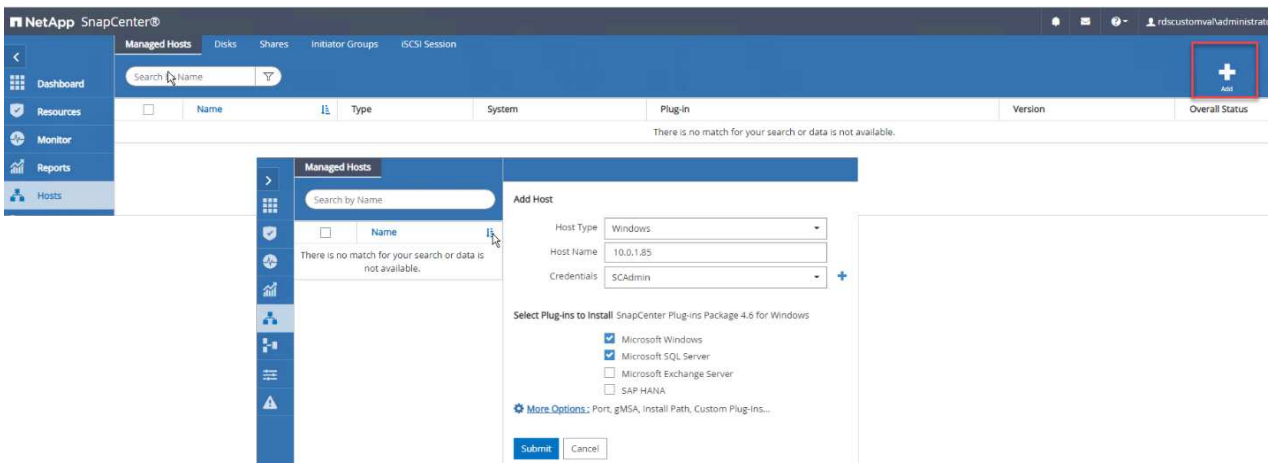 NetApp SnapCenter®
rdscustomval\administrat
Managed Hosts Disks Shares Initiator Groups iSCSI Session
Search by Name
Add
Dashboard
Resources
Monitor
Reports
Hosts
Name Type System Plug-in Version Overall Status
There is no match for your search or data is not available.
Managed Hosts
Search by Name
Name
There is no match for your search or data is
not available.
Add Host
Host Type Windows
Host Name 10.0.1.85
Credentials SCAdmin
Select Plug-ins to Install SnapCenter Plug-ins Package 4.6 for Windows
Microsoft Windows
Microsoft SQL Server
Microsoft Exchange Server
SAP HANA
More Options : Port, gMSA, Install Path, Custom Plug-Ins...
Submit Cancel